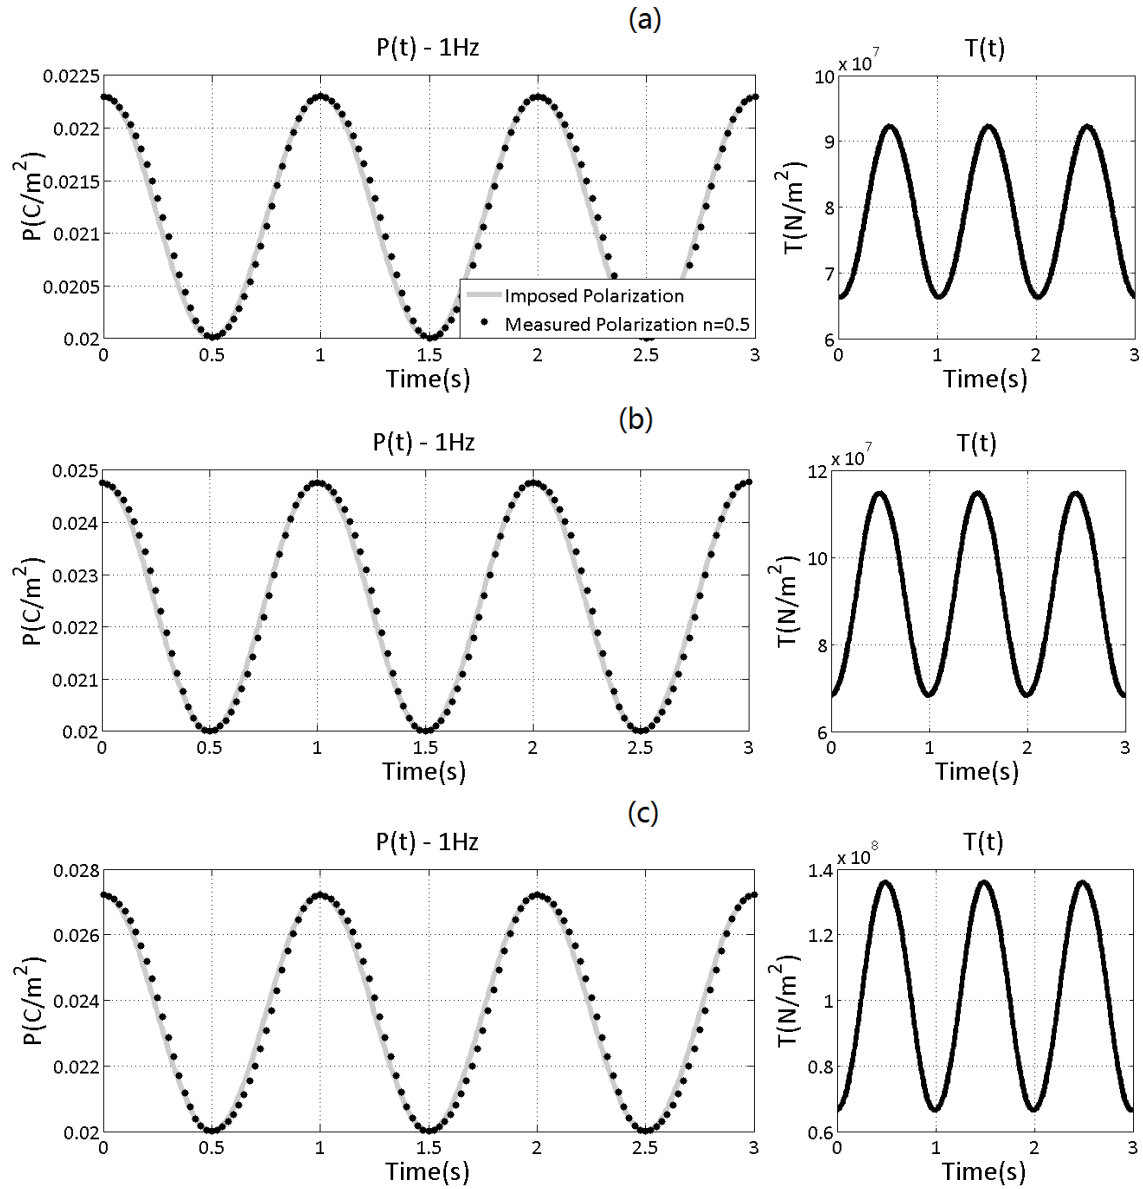 (a)
P(t) - 1Hz
0.0225
0.022
0.0215
0.021
0.0205
0.02
P(C/m²)
Imposed Polarization
Measured Polarization n=0.5
0 0.5 1 1.5 2 2.5 3
Time(s)
T(t)
x 10⁷
10
9
8
7
6
T(N/m²)
0 1 2 3
Time(s)
(b)
P(t) - 1Hz
0.025
0.024
0.023
0.022
0.021
0.02
P(C/m²)
0 0.5 1 1.5 2 2.5 3
Time(s)
T(t)
x 10⁷
12
10
8
6
T(N/m²)
0 1 2 3
Time(s)
(c)
P(t) - 1Hz
0.028
0.026
0.024
0.022
0.02
P(C/m²)
0 0.5 1 1.5 2 2.5 3
Time(s)
T(t)
x 10⁸
1.4
1.2
1
0.8
0.6
T(N/m²)
0 1 2 3
Time(s)